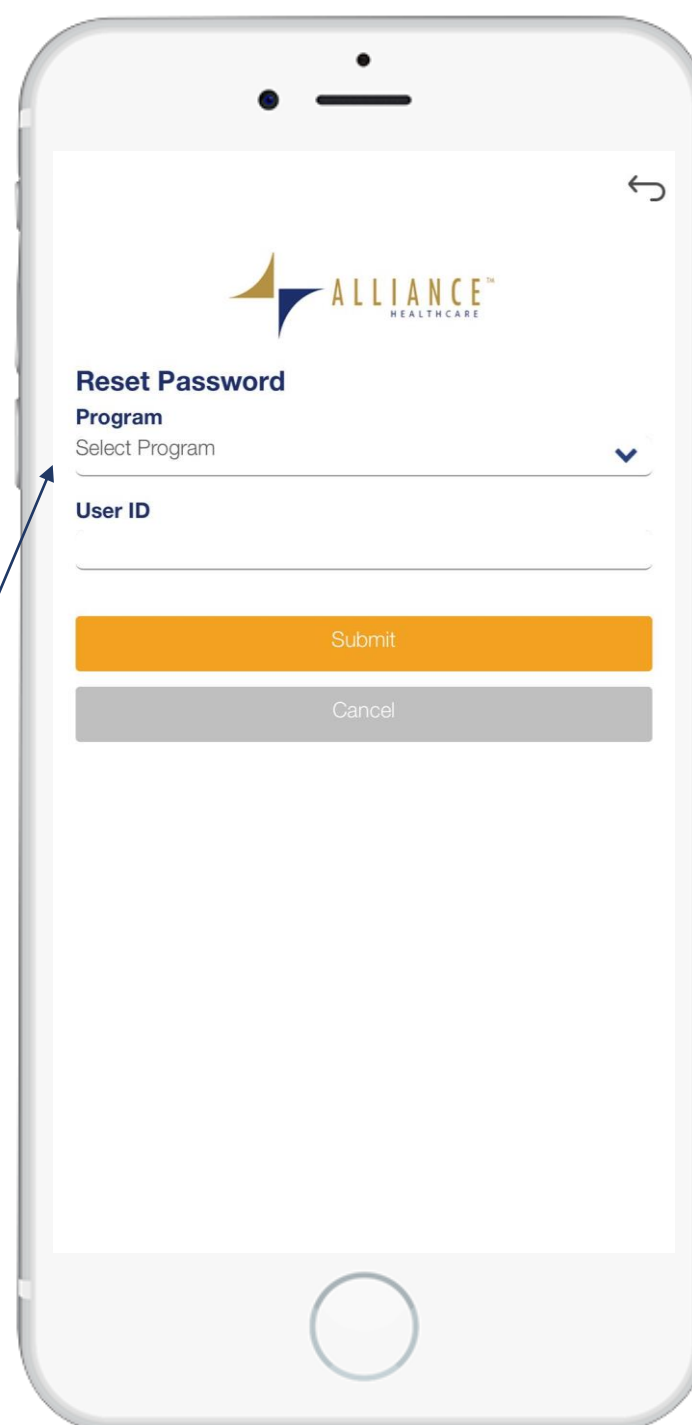 ALLIANCE™
HEALTHCARE
Reset Password
Program
Select Program
User ID
Submit
Cancel